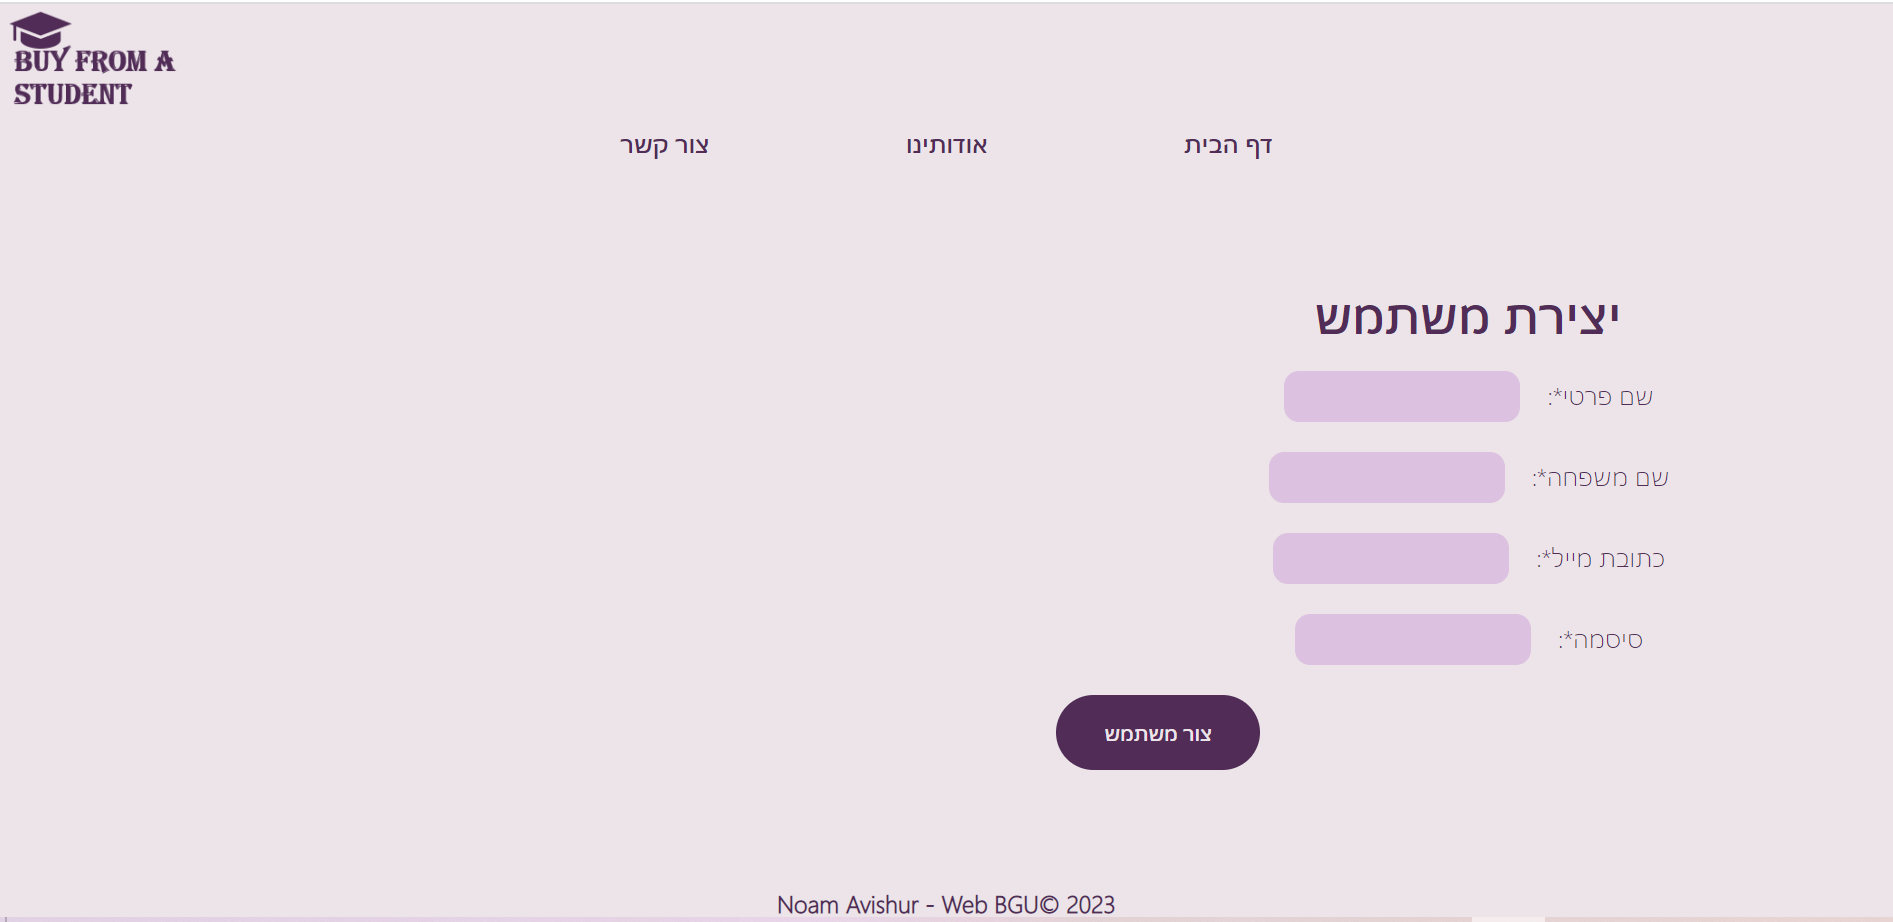 BUY FROM A
STUDENT
דף הבית
אודותינו
צור קשר
יצירת משתמש
שם פרטי*:
שם משפחה*:
כתובת מייל*:
סיסמה*:
צור משתמש
Noam Avishur - Web BGU© 2023